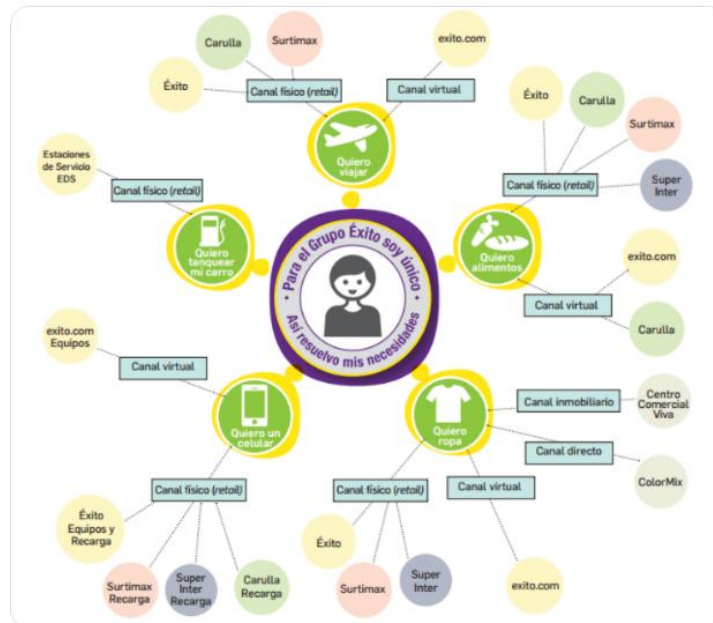 Carulla
Surtimax
exito.com
Éxito
Canal físico (retail)
Canal virtual
Quiero
viajar
Éxito
Carulla
Surtimax
Super
Inter
Canal físico (retail)
Quiero
alimentos
exito.com
Canal virtual
Carulla
Estaciones
de Servicio
EDS
Canal físico (retail)
Quiero
tanquear
mi carro
• Para el Grupo Éxito soy único •
Así resuelvo mis necesidades
exito.com
Equipos
Canal virtual
Quiero un
celular
Canal físico (retail)
Éxito
Equipos y
Recarga
Surtimax
Recarga
Super
Inter
Recarga
Carulla
Recarga
Quiero
ropa
Canal inmobiliario
Centro
Comercial
Viva
Canal directo
ColorMix
Canal físico (retail)
Canal virtual
Éxito
Surtimax
Super
Inter
exito.com